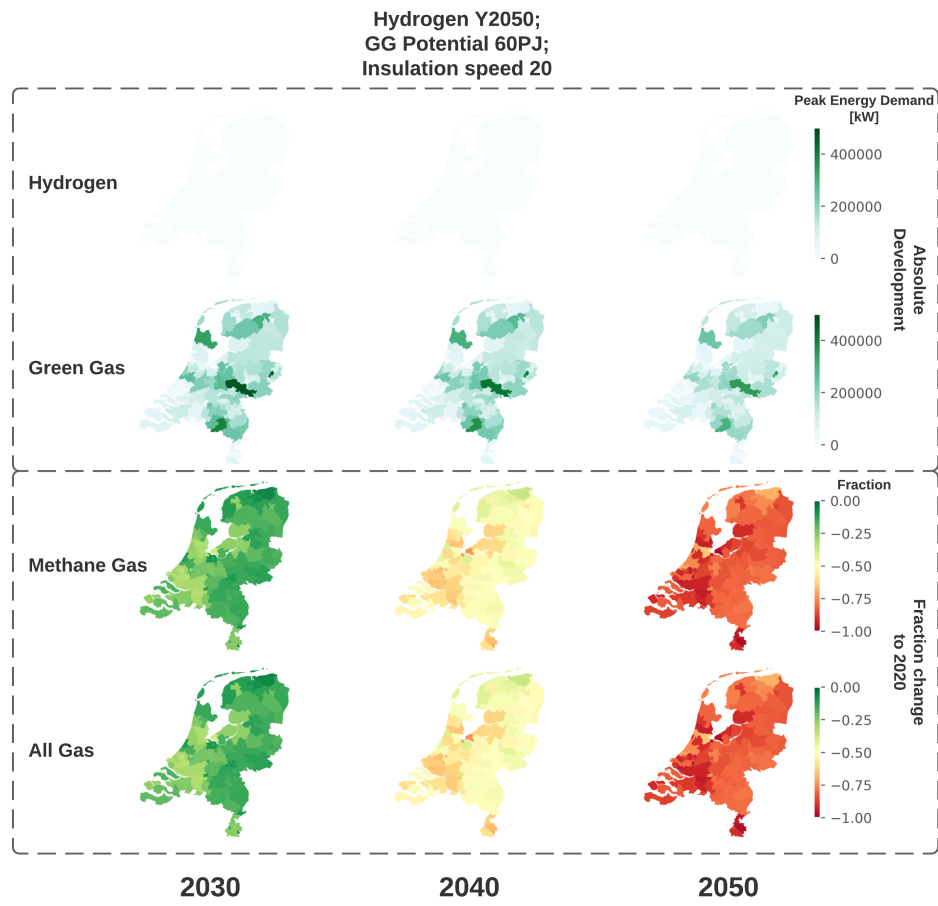 Hydrogen Y2050;
GG Potential 60PJ;
Insulation speed 20
Peak Energy Demand
[kW]
Hydrogen
400000
200000
0
Absolute
Development
Green Gas
400000
200000
0
Fraction
Methane Gas
0.00
−0.25
−0.50
−0.75
−1.00
Fraction change
to 2020
All Gas
0.00
−0.25
−0.50
−0.75
−1.00
2030
2040
2050